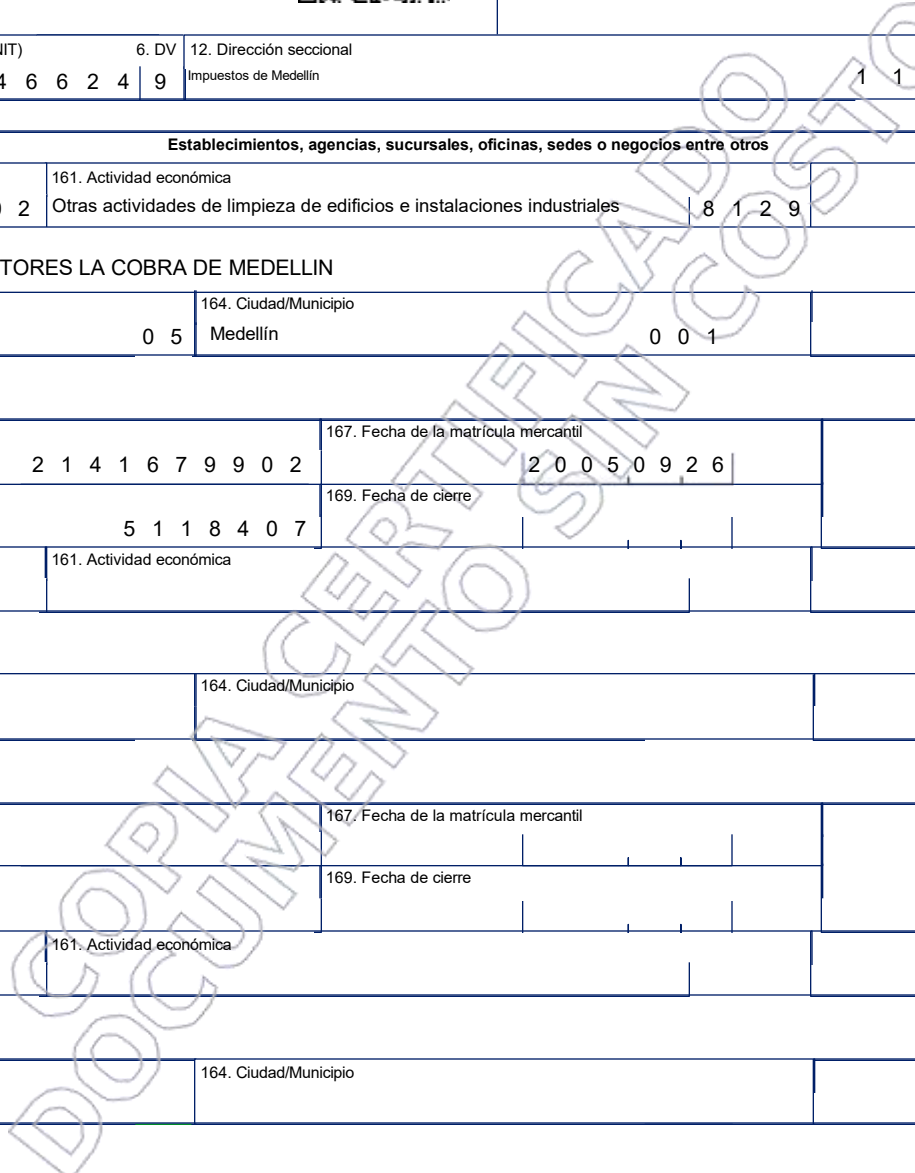 IIT) 6. DV 12. Dirección seccional
4 6 6 2 4 9 Impuestos de Medellín 1 1
Establecimientos, agencias, sucursales, oficinas, sedes o negocios entre otros
161. Actividad económica
2 Otras actividades de limpieza de edificios e instalaciones industriales 8 1 2 9
TORES LA COBRA DE MEDELLIN
164. Ciudad/Municipio
0 5 Medellín 0 0 1
167. Fecha de la matrícula mercantil
2 1 4 1 6 7 9 9 0 2 2 0 0 5 0 9 2 6
169. Fecha de cierre
5 1 1 8 4 0 7
161. Actividad económica
164. Ciudad/Municipio
167. Fecha de la matrícula mercantil
169. Fecha de cierre
161. Actividad económica
164. Ciudad/Municipio
COPIA CERTIFICADO
DOCUMENTO SIN COSTO